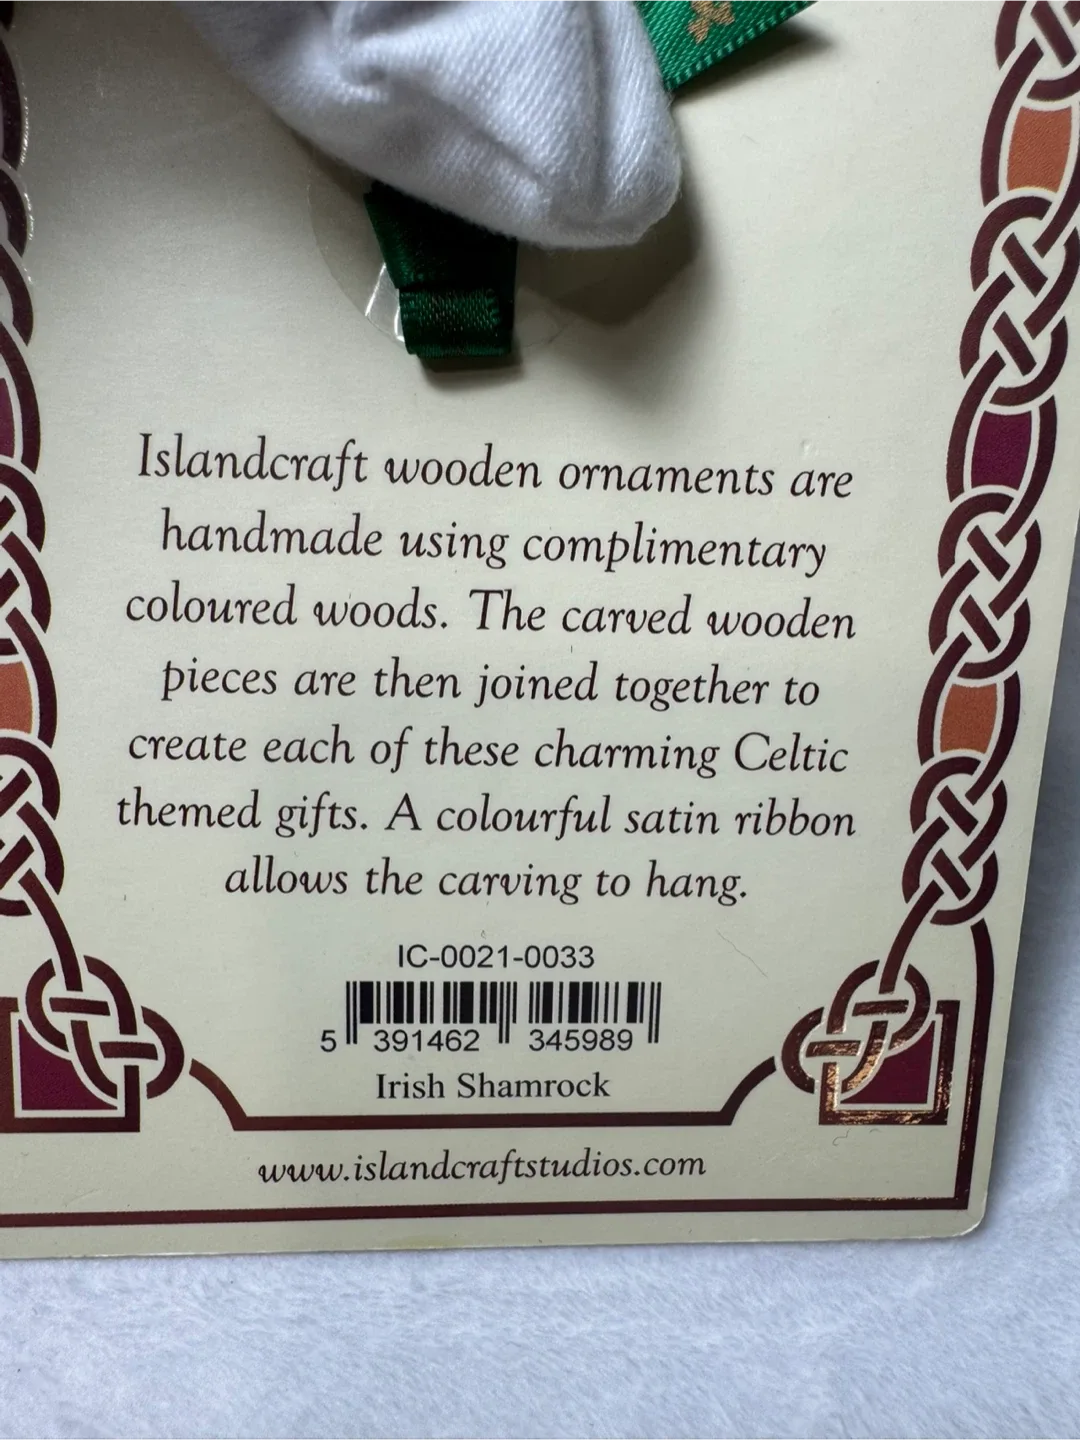 Islandcraft wooden ornaments are
handmade using complimentary
coloured woods. The carved wooden
pieces are then joined together to
create each of these charming Celtic
themed gifts. A colourful satin ribbon
allows the carving to hang.
IC-0021-0033
5 391462 345989
Irish Shamrock
www.islandcraftstudios.com